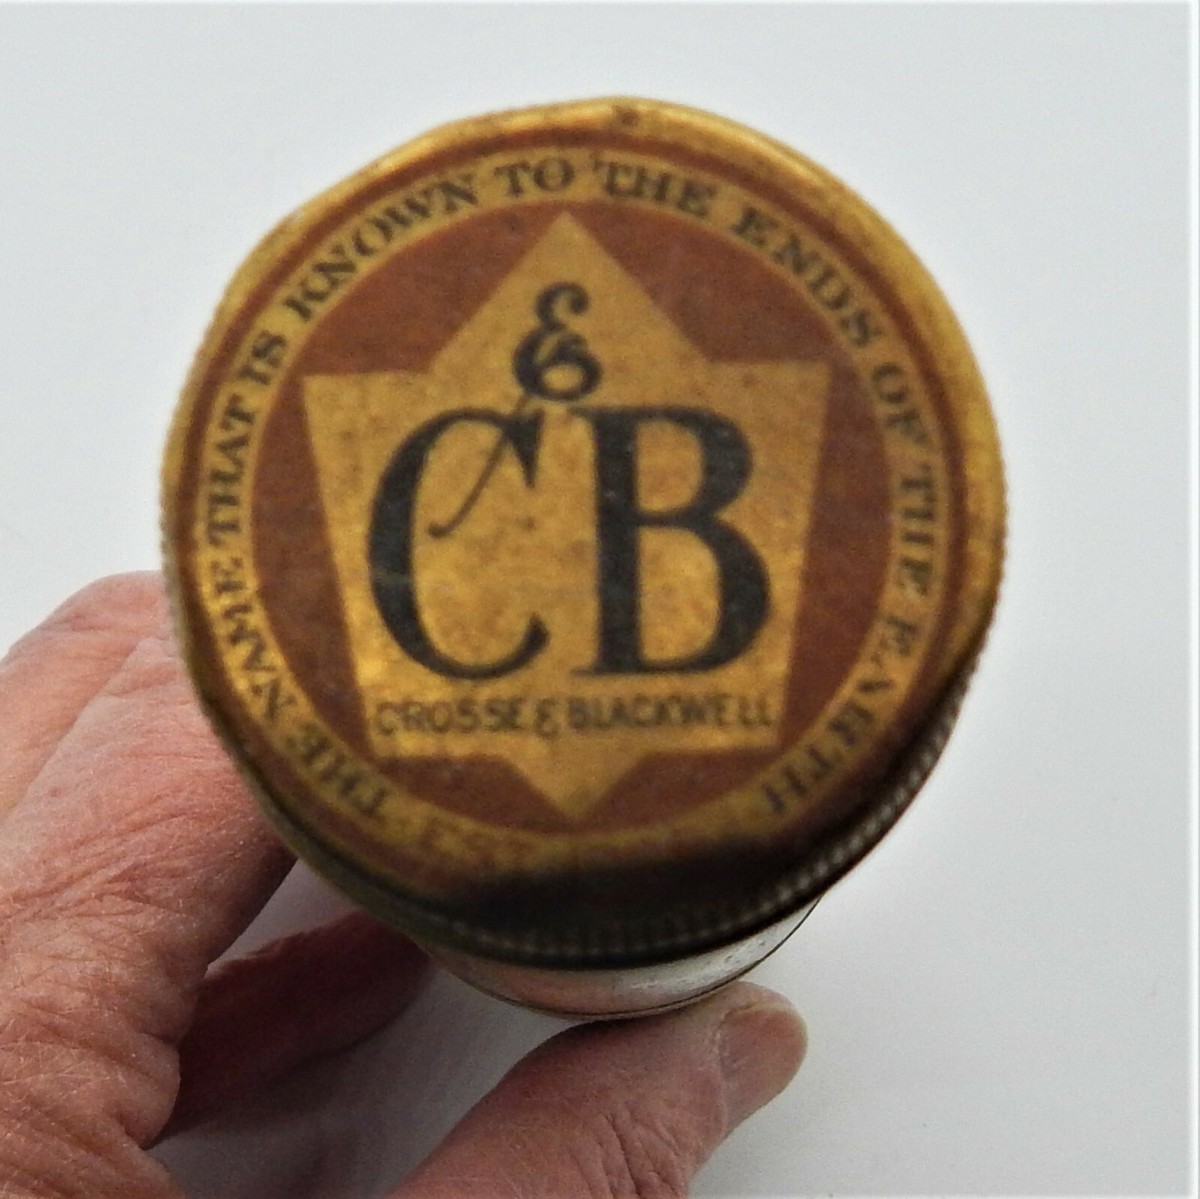 THE NAME THAT IS KNOWN TO THE ENDS OF THE EARTH
&
CB
CROSSE & BLACKWELL